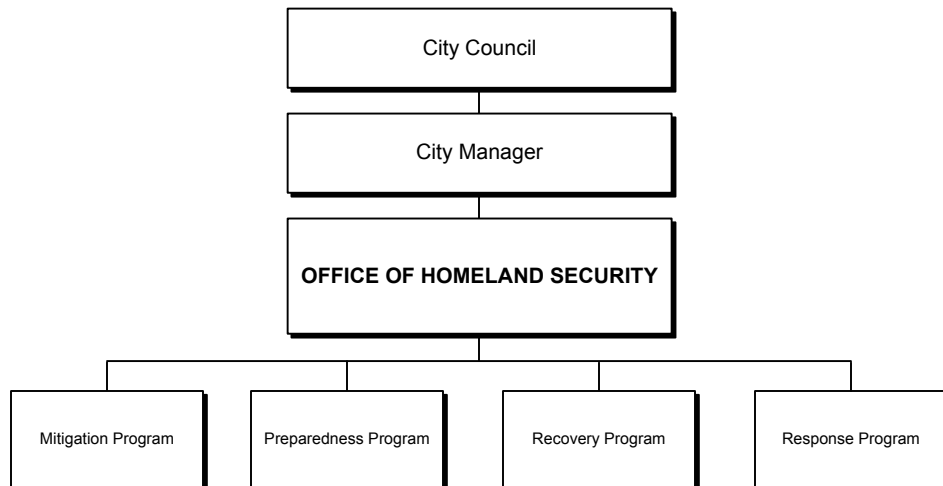 City Council
City Manager
OFFICE OF HOMELAND SECURITY
Mitigation Program
Preparedness Program
Recovery Program
Response Program